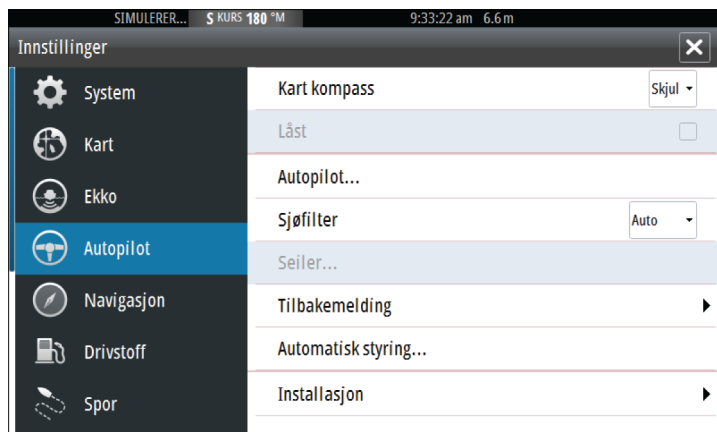 SIMULERER... S KURS 180 °M 9:33:22 am 6.6 m
Innstillinger
System
Kart
Ekko
Autopilot
Navigasjon
Drivstoff
Spor
Kart kompass Skjul
Låst
Autopilot...
Sjøfilter Auto
Seiler...
Tilbakemelding
Automatisk styring...
Installasjon